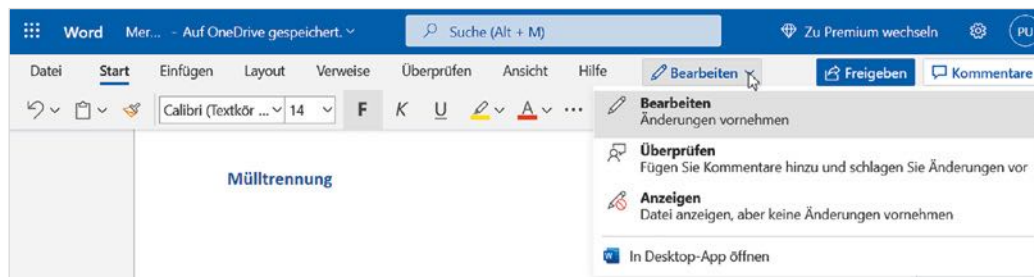 Word Mer... - Auf OneDrive gespeichert. Suche (Alt + M) Zu Premium wechseln PU
Datei Start Einfügen Layout Verweise Überprüfen Ansicht Hilfe Bearbeiten Freigeben Kommentare
Calibri (Textkör ... 14 F K U A ...
Bearbeiten
Änderungen vornehmen
Überprüfen
Fügen Sie Kommentare hinzu und schlagen Sie Änderungen vor
Mülltrennung
Anzeigen
Datei anzeigen, aber keine Änderungen vornehmen
In Desktop-App öffnen